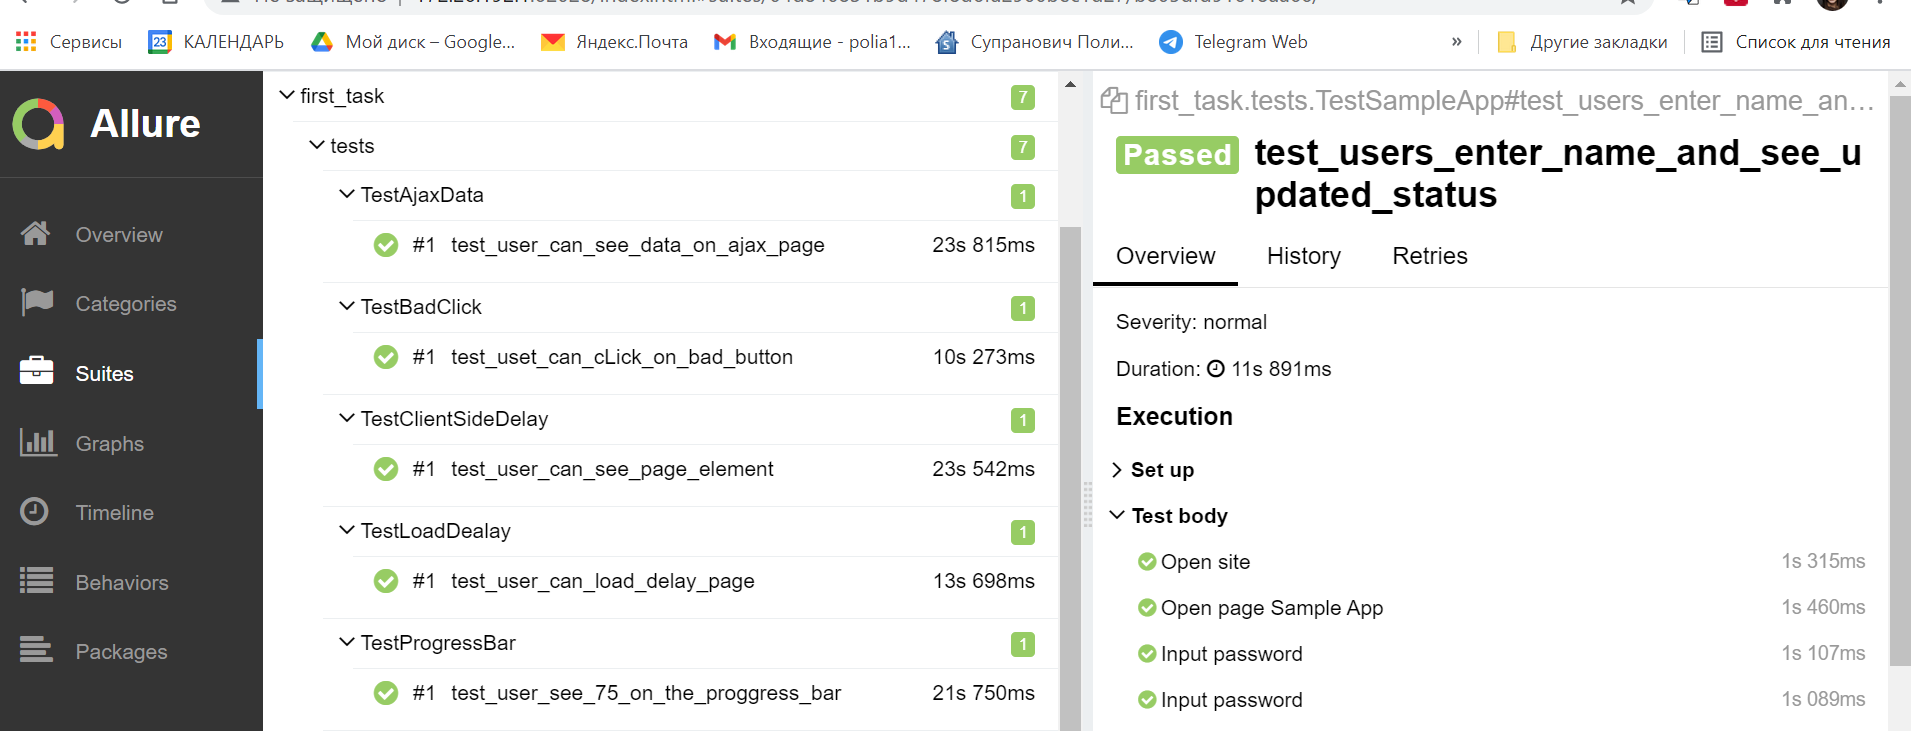 Сервисы
КАЛЕНДАРЬ
Мой диск – Google...
Яндекс.Почта
Входящие - polia1...
Супранович Поли...
Telegram Web
»
Другие закладки
Список для чтения
Allure
Overview
Categories
Suites
Graphs
Timeline
Behaviors
Packages
first_task 7
tests 7
TestAjaxData 1
#1 test_user_can_see_data_on_ajax_page 23s 815ms
TestBadClick 1
#1 test_uset_can_cLick_on_bad_button 10s 273ms
TestClientSideDelay 1
#1 test_user_can_see_page_element 23s 542ms
TestLoadDealay 1
#1 test_user_can_load_delay_page 13s 698ms
TestProgressBar 1
#1 test_user_see_75_on_the_proggress_bar 21s 750ms
first_task.tests.TestSampleApp#test_users_enter_name_an...
Passed test_users_enter_name_and_see_u
pdated_status
Overview History Retries
Severity: normal
Duration: 11s 891ms
Execution
Set up
Test body
Open site 1s 315ms
Open page Sample App 1s 460ms
Input password 1s 107ms
Input password 1s 089ms